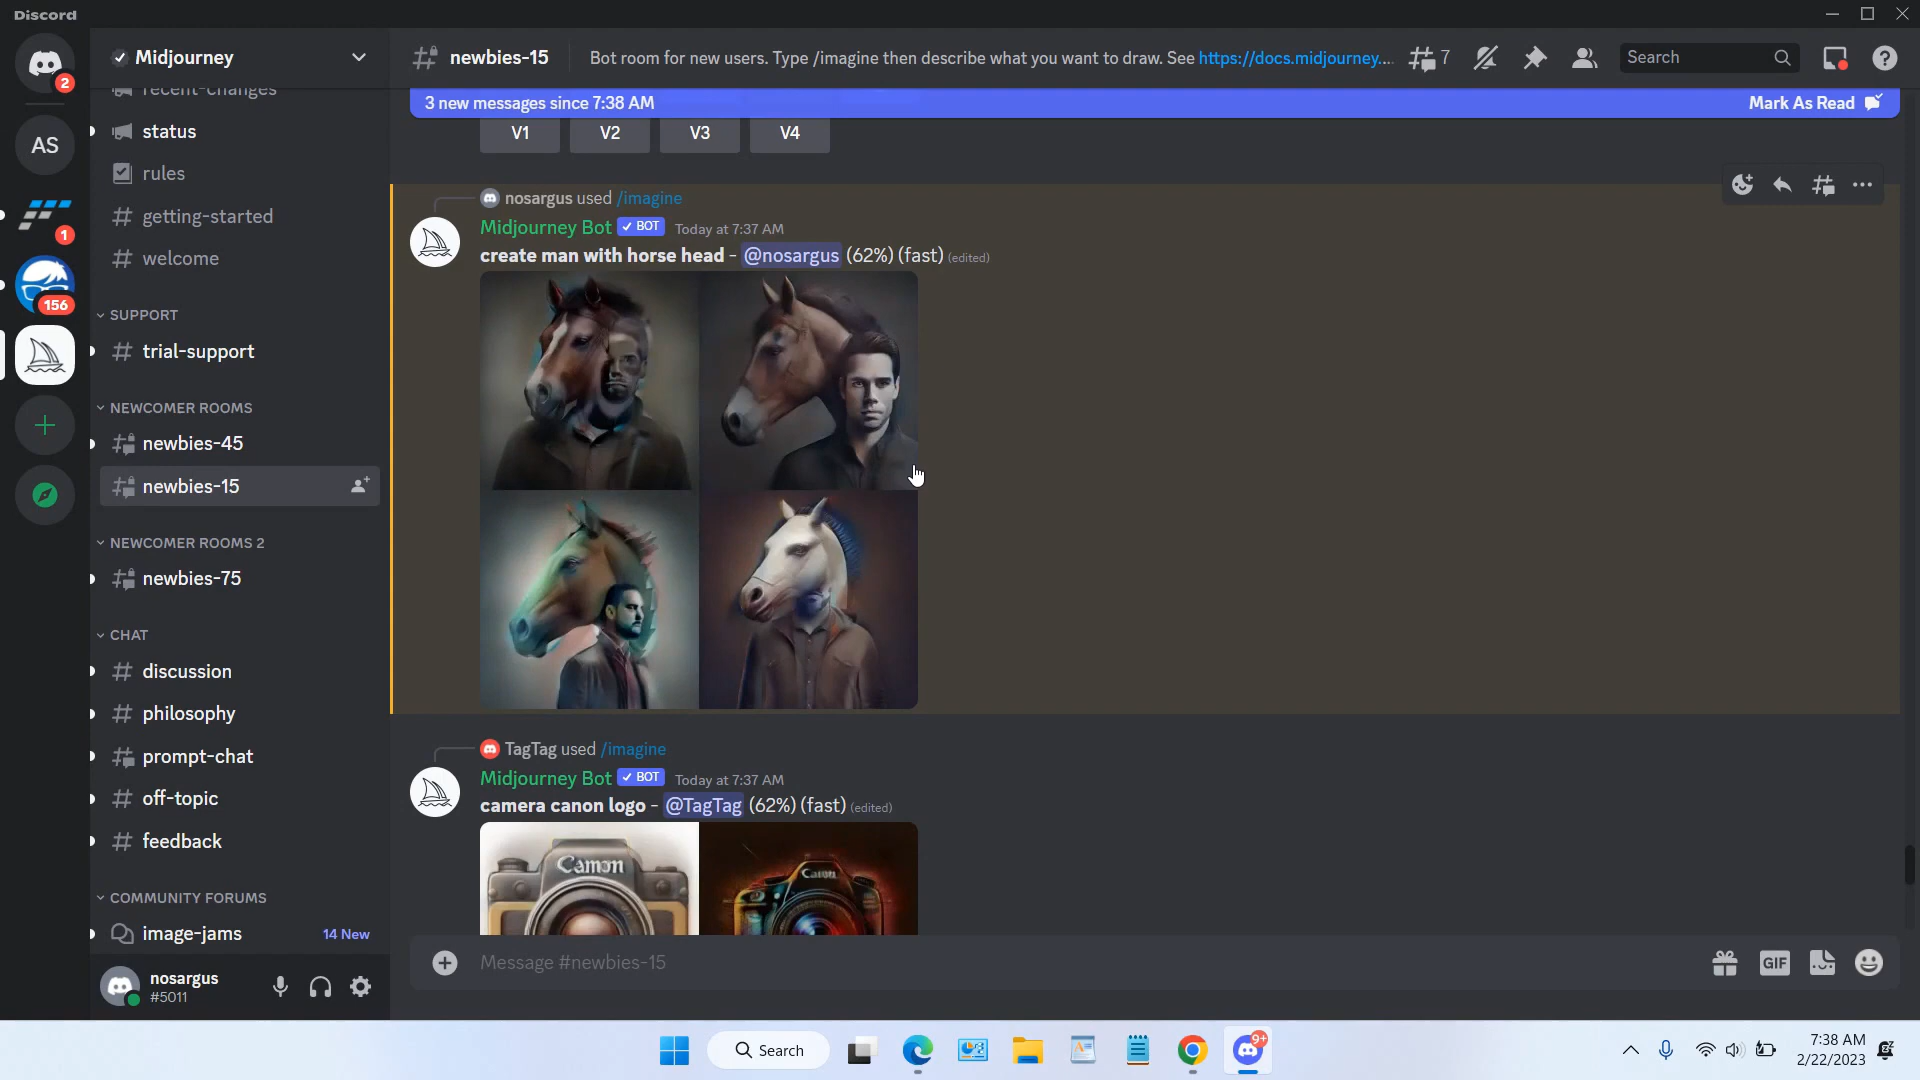 Discord
Midjourney
newbies-15
Bot room for new users. Type /imagine then describe what you want to draw. See https://docs.midjourney....
7
Search
2
AS
1
156
recent-changes
status
rules
getting-started
welcome
SUPPORT
trial-support
NEWCOMER ROOMS
newbies-45
newbies-15
NEWCOMER ROOMS 2
newbies-75
CHAT
discussion
philosophy
prompt-chat
off-topic
feedback
COMMUNITY FORUMS
image-jams 14 New
nosargus
#5011
3 new messages since 7:38 AM Mark As Read
V1 V2 V3 V4
nosargus used /imagine
Midjourney Bot ✓ BOT Today at 7:37 AM
create man with horse head - @nosargus (62%) (fast) (edited)
TagTag used /imagine
Midjourney Bot ✓ BOT Today at 7:37 AM
camera canon logo - @TagTag (62%) (fast) (edited)
Message #newbies-15
GIF
Search
9+
7:38 AM
2/22/2023